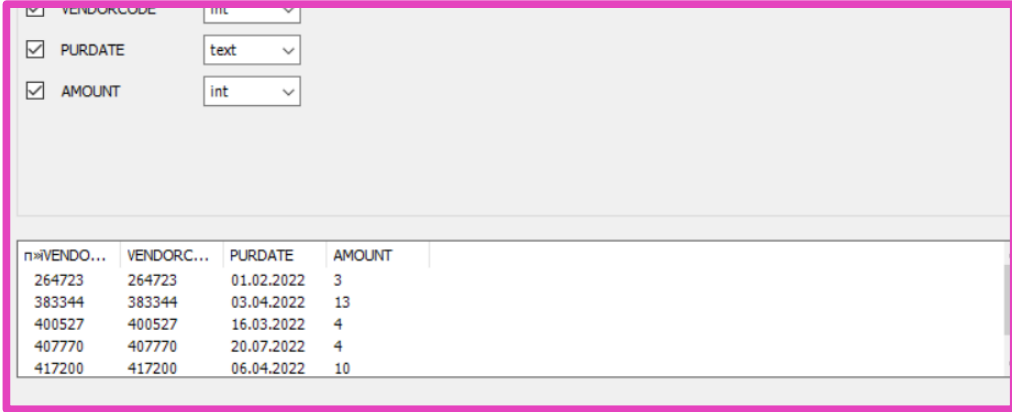 VENDORCODE int
PURDATE text
AMOUNT int
п»їVENDO... VENDORC... PURDATE AMOUNT
264723 264723 01.02.2022 3
383344 383344 03.04.2022 13
400527 400527 16.03.2022 4
407770 407770 20.07.2022 4
417200 417200 06.04.2022 10